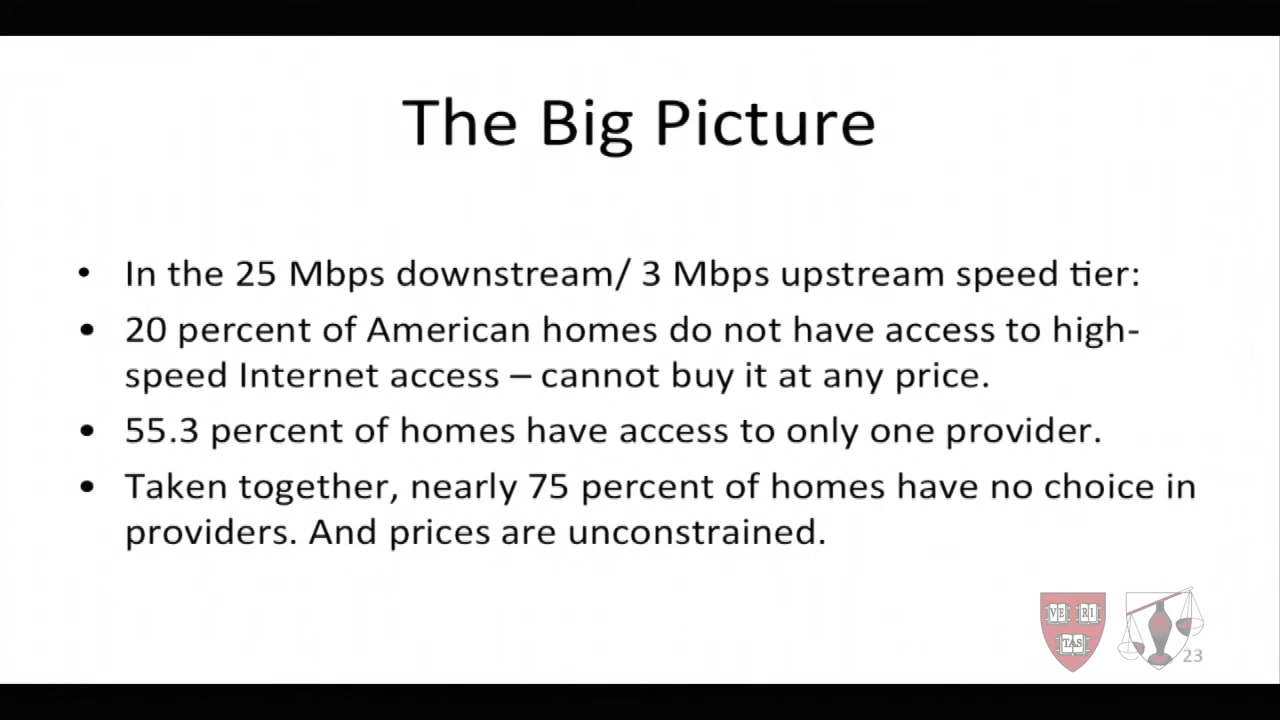 The Big Picture
• In the 25 Mbps downstream/ 3 Mbps upstream speed tier:
• 20 percent of American homes do not have access to high-
speed Internet access – cannot buy it at any price.
• 55.3 percent of homes have access to only one provider.
• Taken together, nearly 75 percent of homes have no choice in
providers. And prices are unconstrained.
VE RI
TAS
23